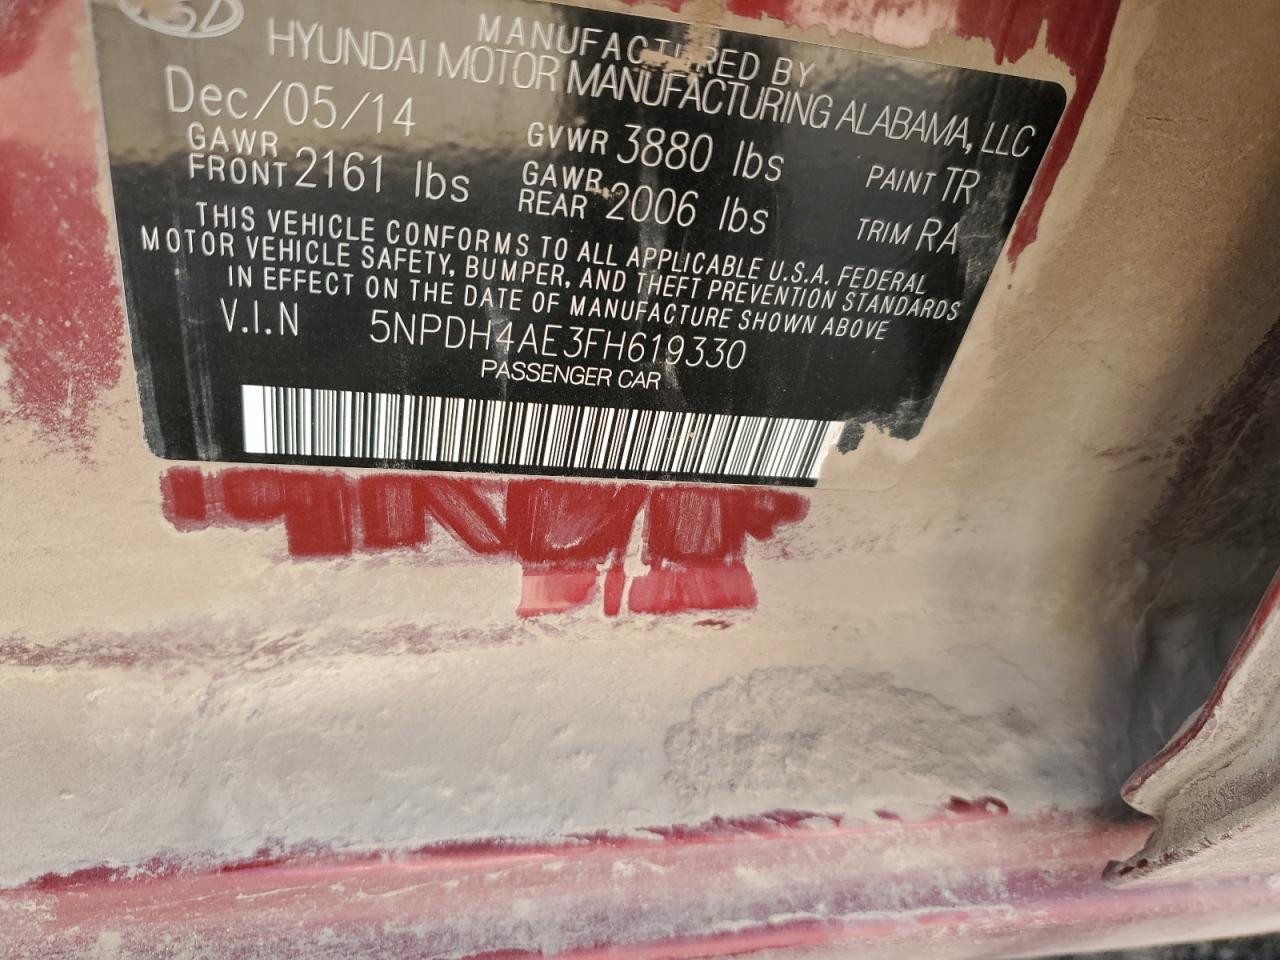 MANUFACTURED BY
HYUNDAI MOTOR MANUFACTURING ALABAMA, LLC
Dec/05/14
GVWR 3880 lbs
PAINT TR
GAWR FRONT 2161 lbs
GAWR REAR 2006 lbs
TRIM RA
THIS VEHICLE CONFORMS TO ALL APPLICABLE U.S.A. FEDERAL
MOTOR VEHICLE SAFETY, BUMPER, AND THEFT PREVENTION STANDARDS
IN EFFECT ON THE DATE OF MANUFACTURE SHOWN ABOVE
V.I.N 5NPDH4AE3FH619330
PASSENGER CAR